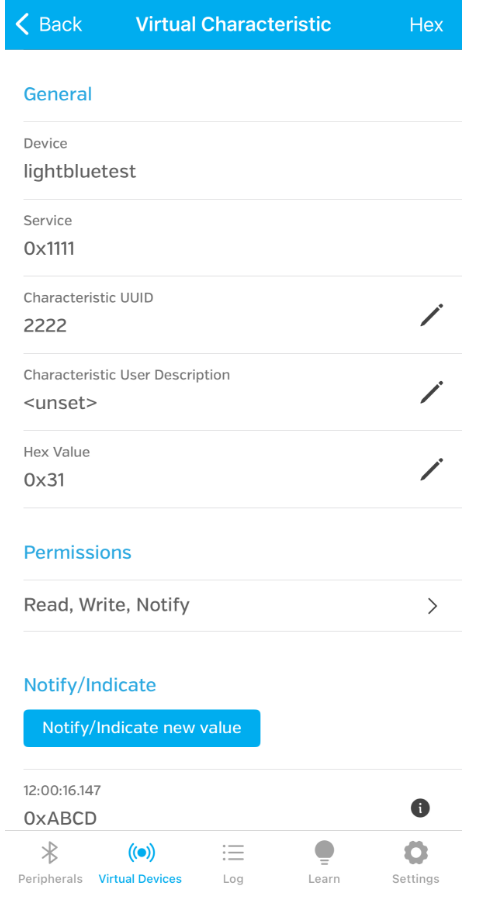 Back Virtual Characteristic Hex
General
Device
lightbluetest
Service
0x1111
Characteristic UUID
2222
Characteristic User Description
<unset>
Hex Value
0x31
Permissions
Read, Write, Notify
Notify/Indicate
Notify/Indicate new value
12:00:16.147
0xABCD
Peripherals Virtual Devices Log Learn Settings